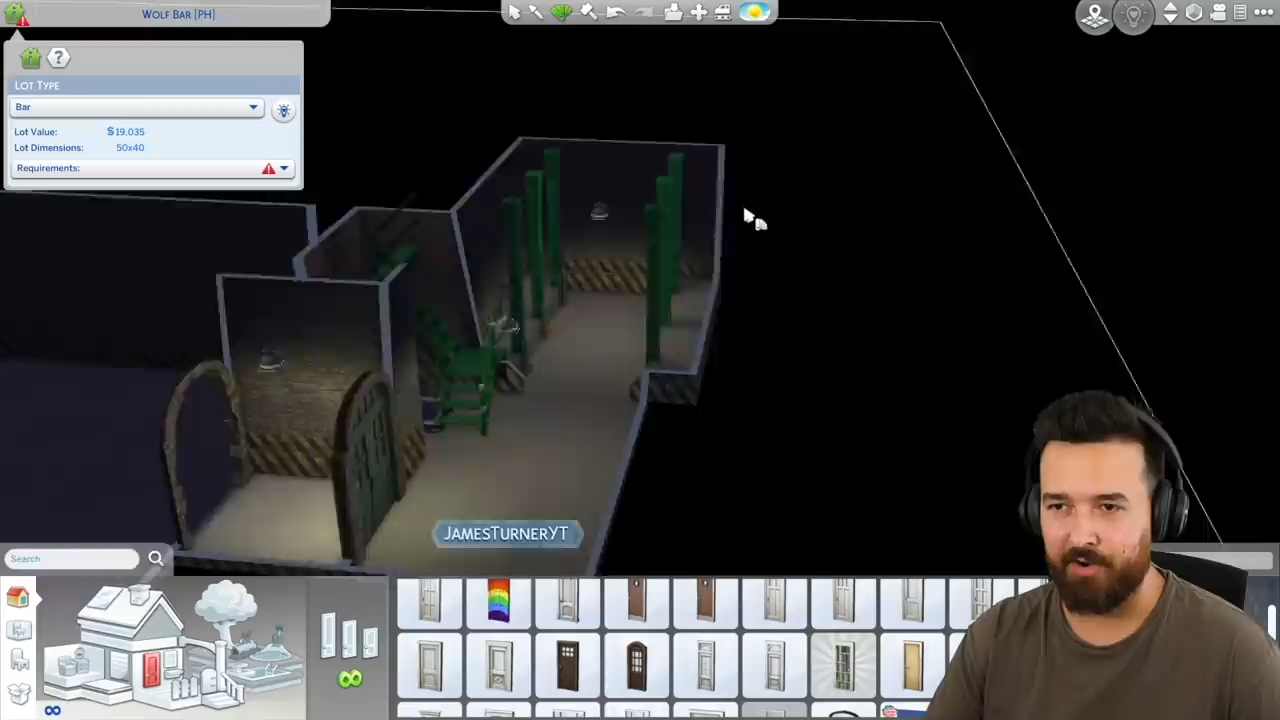 WOLF BAR [PH]
LOT TYPE
Bar
Lot Value: $19.035
Lot Dimensions: 50x40
Requirements:
JAMESTURNERYT
Search